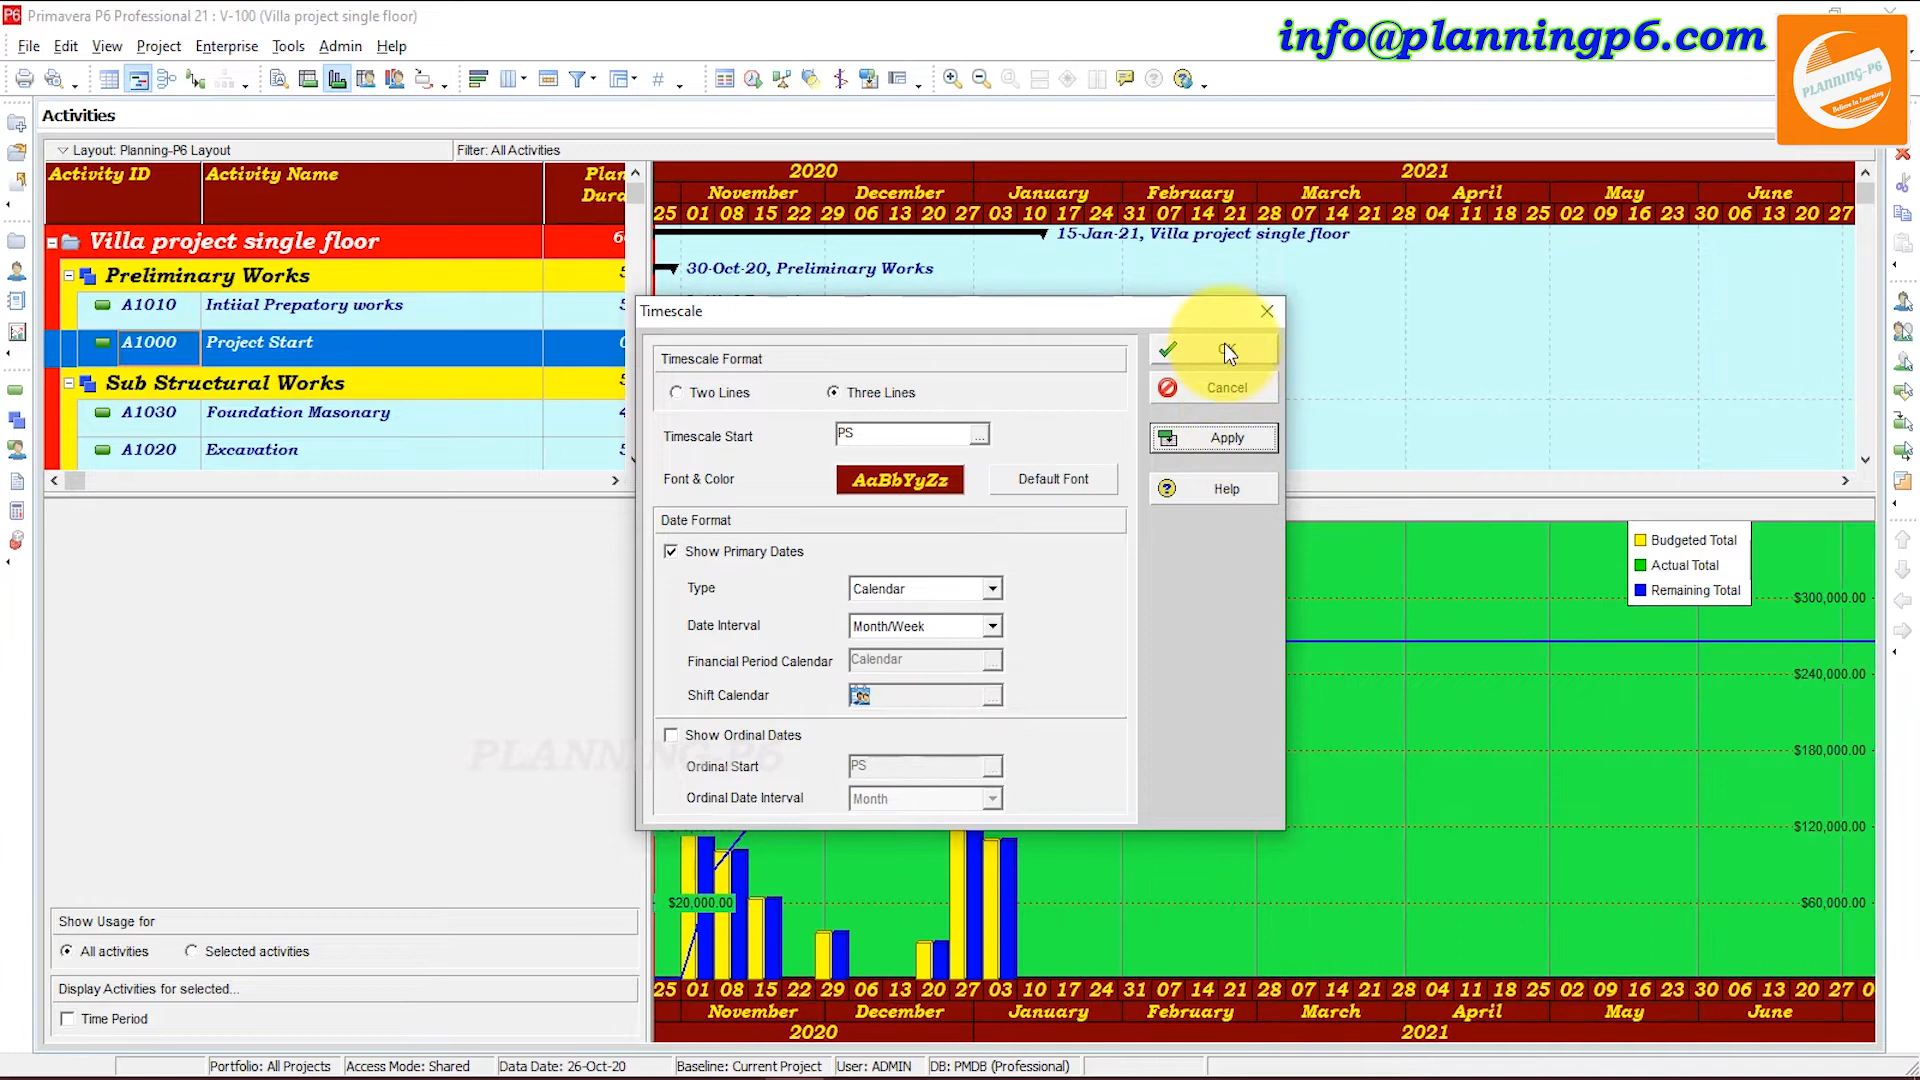 P6 Primavera P6 Professional 21 : V-100 (Villa project single floor)
info@planningp6.com
PLANNING-P6
Believe In Learning
File Edit View Project Enterprise Tools Admin Help
Activities
Layout: Planning-P6 Layout
Filter: All Activities
Activity ID
Activity Name
Plan
Dura
2020
2021
November December January February March April May June
25 01 08 15 22 29 06 13 20 27 03 10 17 24 31 07 14 21 28 07 14 21 28 04 11 18 25 02 09 16 23 30 06 13 20 27
Villa project single floor
15-Jan-21, Villa project single floor
Preliminary Works
30-Oct-20, Preliminary Works
A1010 Intiial Prepatory works
A1000 Project Start
Sub Structural Works
A1030 Foundation Masonary
A1020 Excavation
Timescale
Timescale Format
Two Lines
Three Lines
Timescale Start
PS
Font & Color
AaBbYyZz
Default Font
Date Format
Show Primary Dates
Type
Calendar
Date Interval
Month/Week
Financial Period Calendar
Calendar
Shift Calendar
Show Ordinal Dates
Ordinal Start
PS
Ordinal Date Interval
Month
Cancel
Apply
Help
Budgeted Total
Actual Total
Remaining Total
$300,000.00
$240,000.00
$180,000.00
$120,000.00
$60,000.00
$20,000.00
PLANNING-P6
Show Usage for
All activities
Selected activities
Display Activities for selected...
Time Period
25 01 08 15 22 29 06 13 20 27 03 10 17 24 31 07 14 21 28 07 14 21 28 04 11 18 25 02 09 16 23 30 06 13 20 27 0
November December January February March April May June
2020
2021
Portfolio: All Projects
Access Mode: Shared
Data Date: 26-Oct-20
Baseline: Current Project
User: ADMIN
DB: PMDB (Professional)